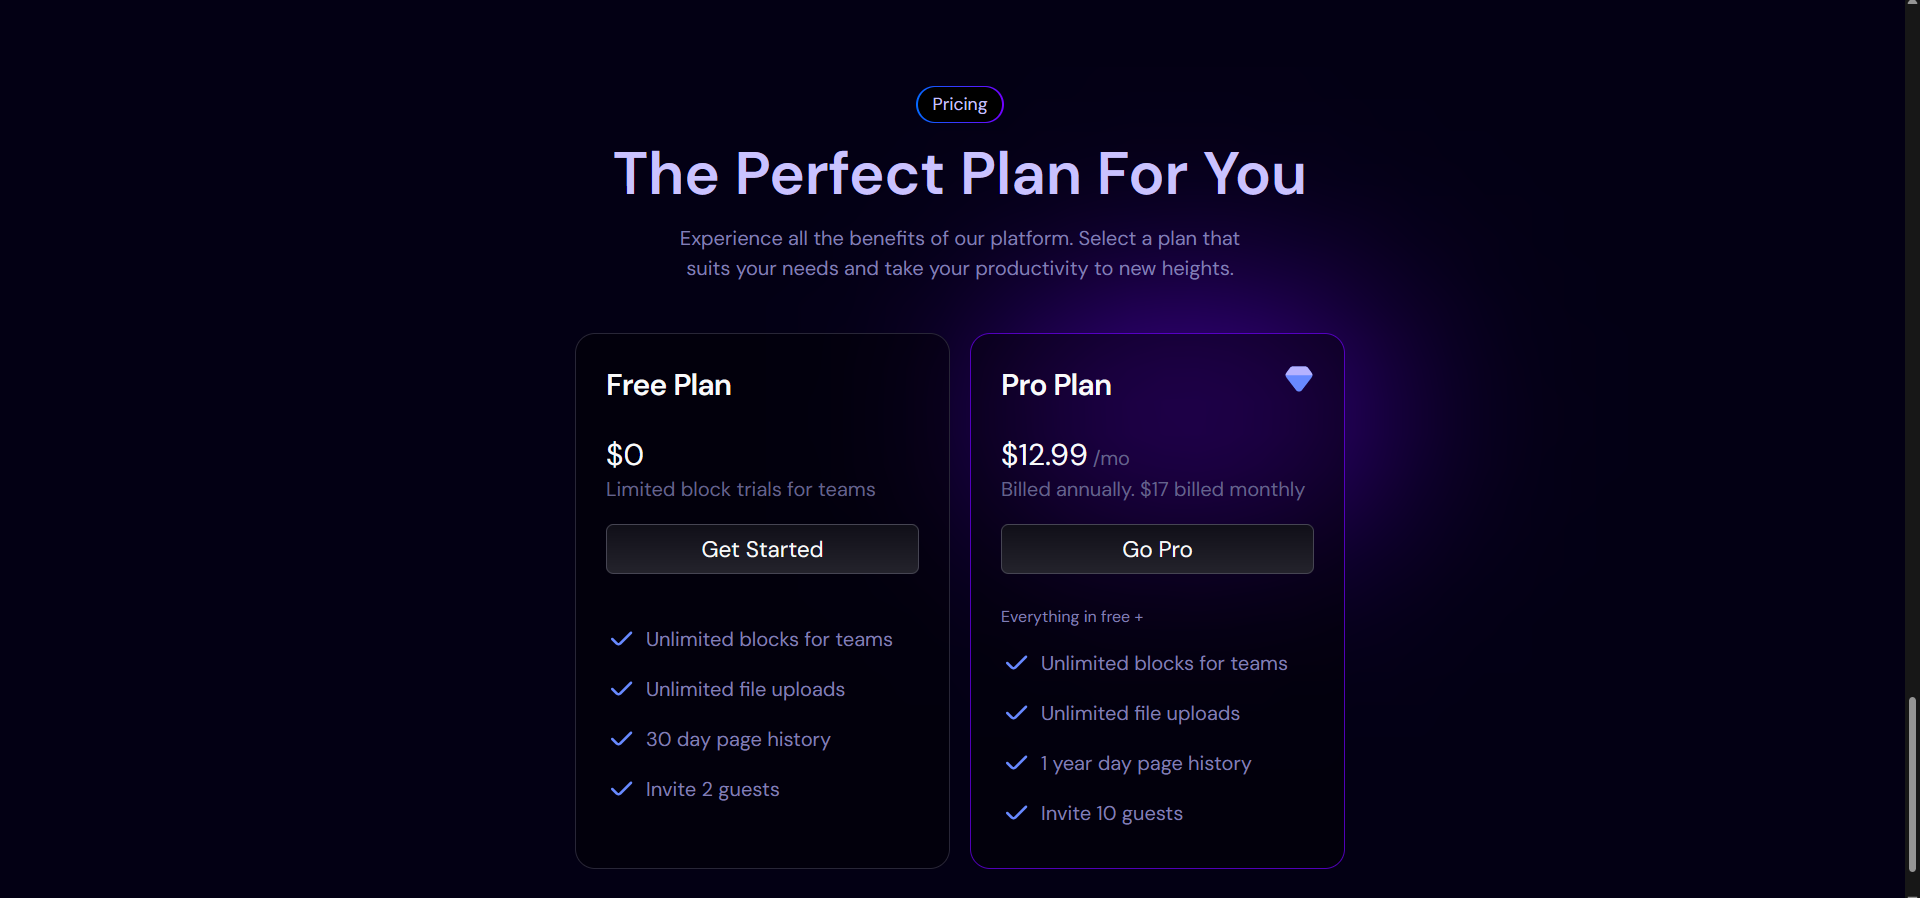 Pricing
The Perfect Plan For You
Experience all the benefits of our platform. Select a plan that
suits your needs and take your productivity to new heights.
Free Plan
$0
Limited block trials for teams
Get Started
Unlimited blocks for teams
Unlimited file uploads
30 day page history
Invite 2 guests
Pro Plan
$12.99 /mo
Billed annually. $17 billed monthly
Go Pro
Everything in free +
Unlimited blocks for teams
Unlimited file uploads
1 year day page history
Invite 10 guests